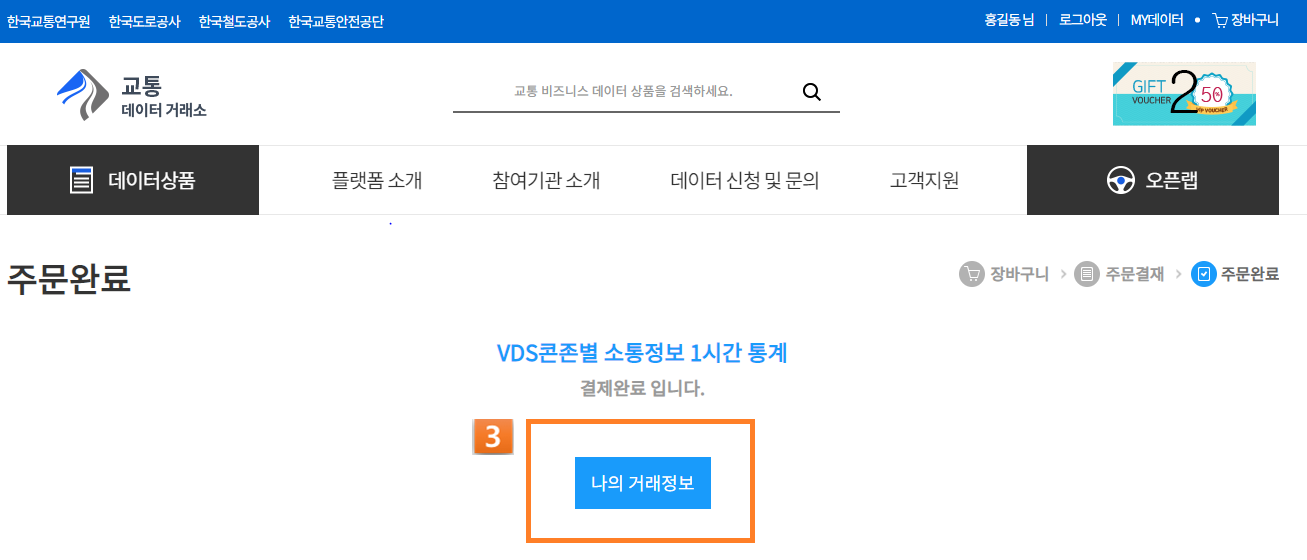 한국교통연구원 한국도로공사 한국철도공사 한국교통안전공단 홍길동 님 로그아웃 MY데이터 장바구니
교통
데이터 거래소
교통 비즈니스 데이터 상품을 검색하세요.
GIFT
VOUCHER
2
50%
VIP VOUCHER
데이터상품 플랫폼 소개 참여기관 소개 데이터 신청 및 문의 고객지원 오픈랩
주문완료
장바구니 > 주문결재 > 주문완료
VDS콘존별 소통정보 1시간 통계
결제완료 입니다.
3
나의 거래정보